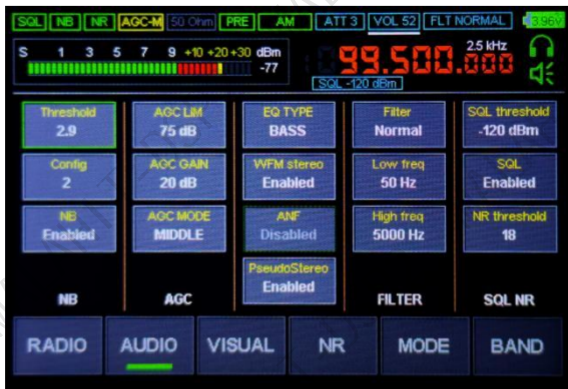 SQL NB NR AGC-M 50 Ohm PRE AM ATT 3 VOL 52 FLT NORMAL 3.96V
S 1 3 5 7 9 +10 +20 +30 dBm
-77
99.500.000
2.5 kHz
SQL -120 dBm
Threshold AGC LIM EQ TYPE Filter SQL threshold
2.9 75 dB BASS Normal -120 dBm
Config AGC GAIN WFM stereo Low freq SQL
2 20 dB Enabled 50 Hz Enabled
NB AGC MODE ANF High freq NR threshold
Enabled MIDDLE Disabled 5000 Hz 18
PseudoStereo
Enabled
NB AGC FILTER SQL NR
RADIO AUDIO VISUAL NR MODE BAND